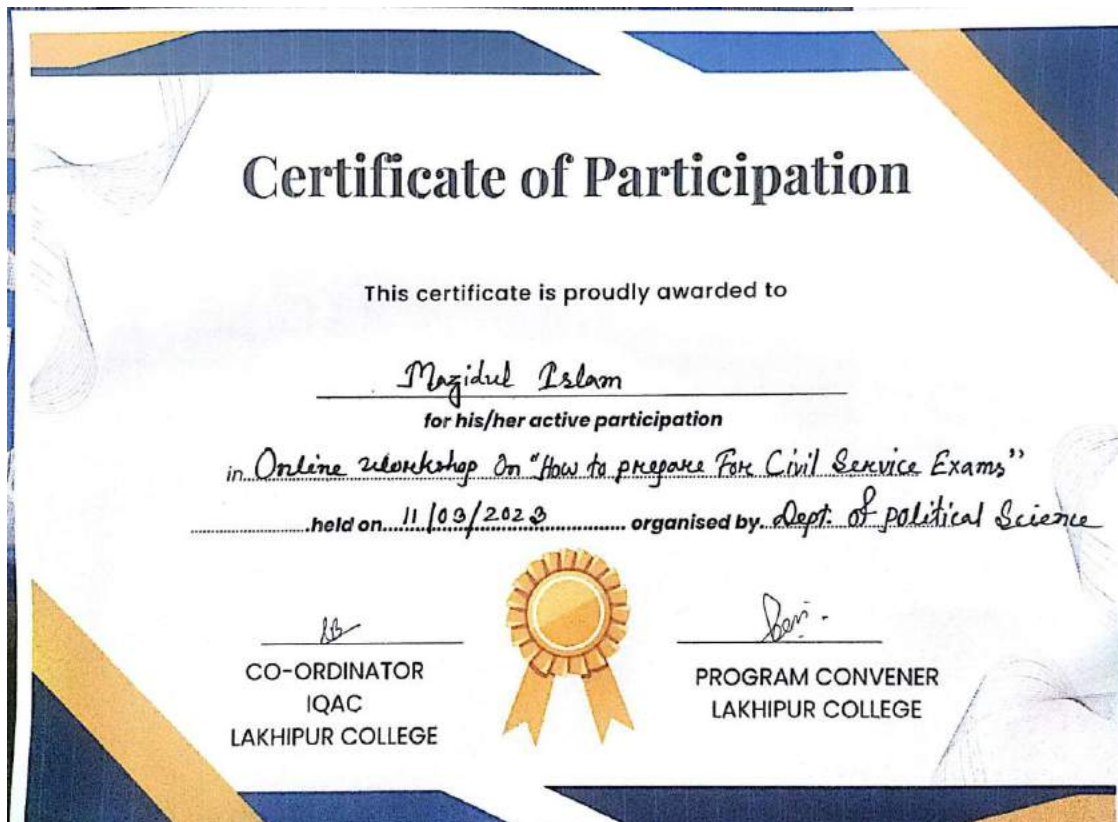 Certificate of Participation
This certificate is proudly awarded to
Mazidul Islam
for his/her active participation
in Online workshop On "How to prepare For Civil Service Exams"
held on 11/03/2023 organised by Dept. of Political Science
CO-ORDINATOR
IQAC
LAKHIPUR COLLEGE
PROGRAM CONVENER
LAKHIPUR COLLEGE